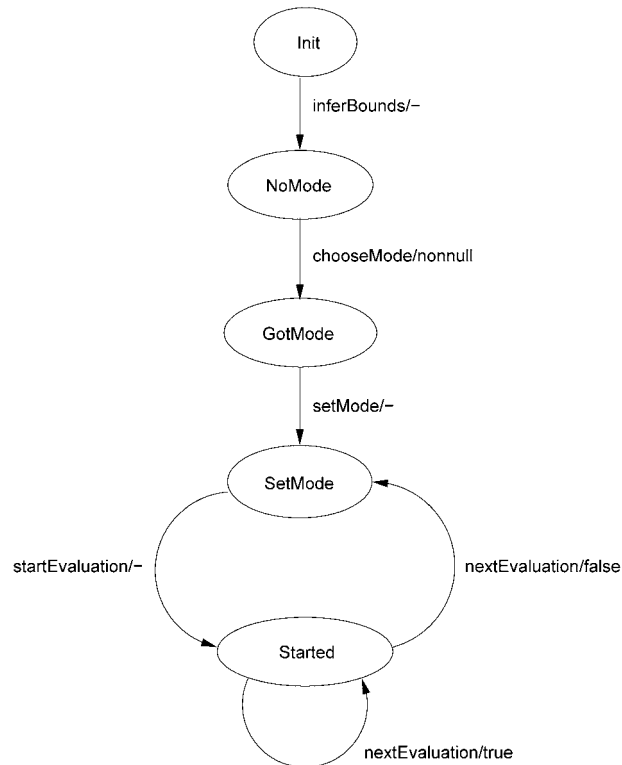 Init
inferBounds/−
NoMode
chooseMode/nonnull
GotMode
setMode/−
SetMode
startEvaluation/−
nextEvaluation/false
Started
nextEvaluation/true